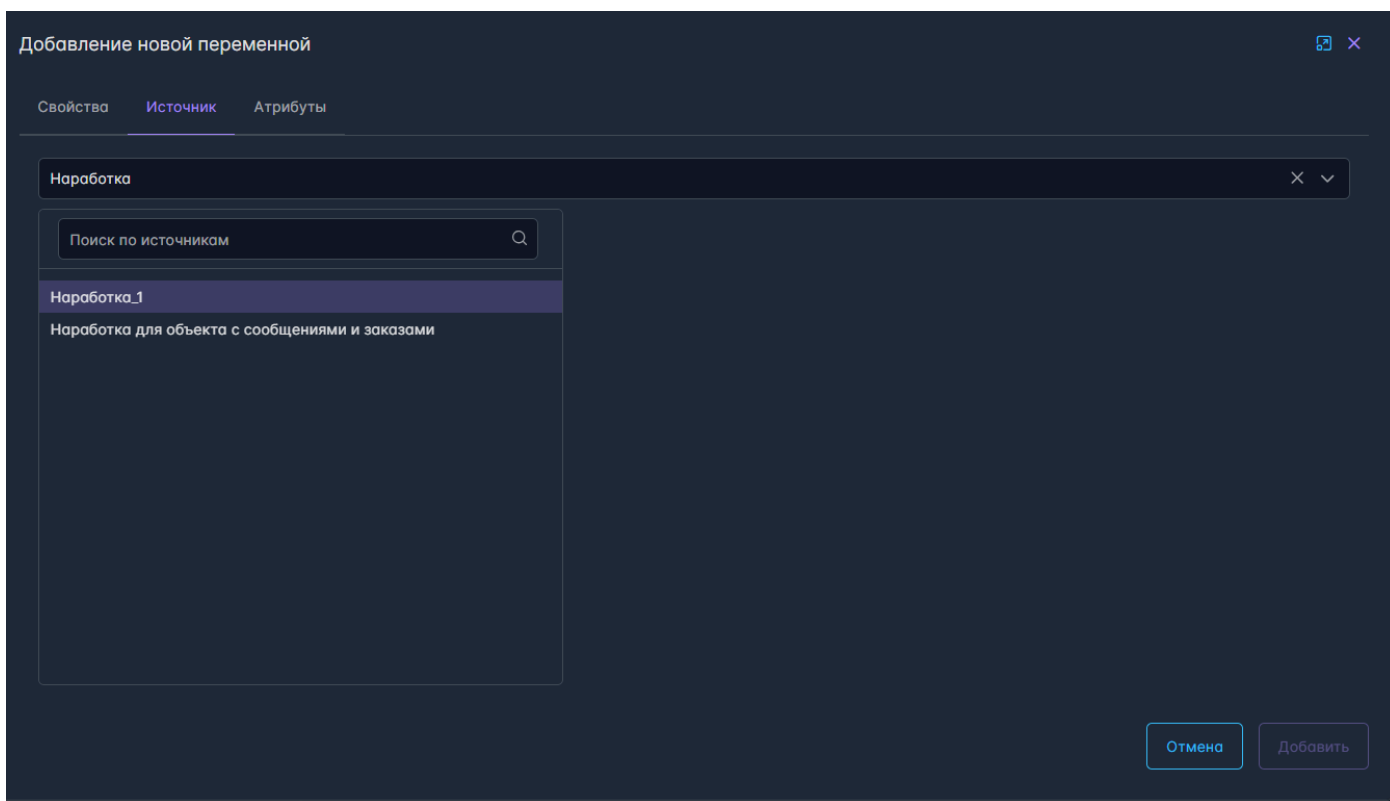 Добавление новой переменной
Свойства Источник Атрибуты
Наработка
Поиск по источникам
Наработка_1
Наработка для объекта с сообщениями и заказами
Отмена Добавить